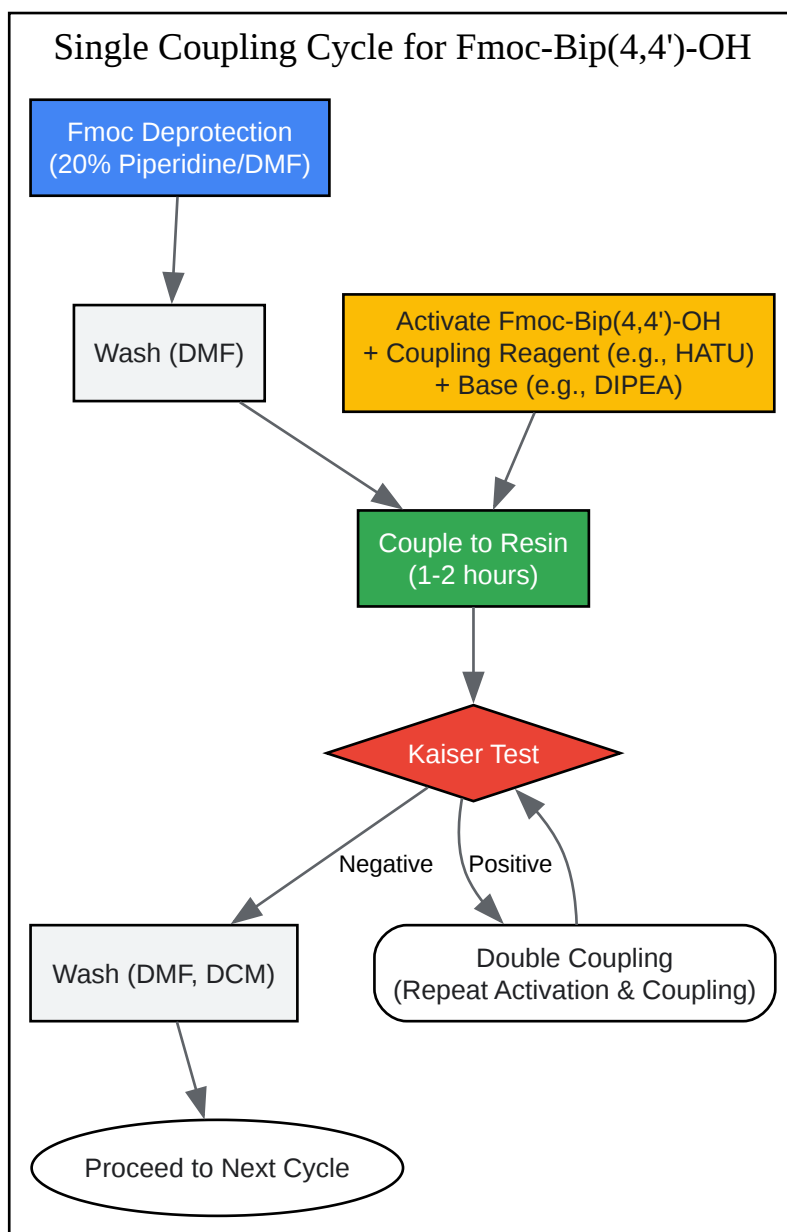 Single Coupling Cycle for Fmoc-Bip(4,4')-OH
Fmoc Deprotection
(20% Piperidine/DMF)
Wash (DMF)
Activate Fmoc-Bip(4,4')-OH
+ Coupling Reagent (e.g., HATU)
+ Base (e.g., DIPEA)
Couple to Resin
(1-2 hours)
Kaiser Test
Negative
Positive
Wash (DMF, DCM)
Double Coupling
(Repeat Activation & Coupling)
Proceed to Next Cycle